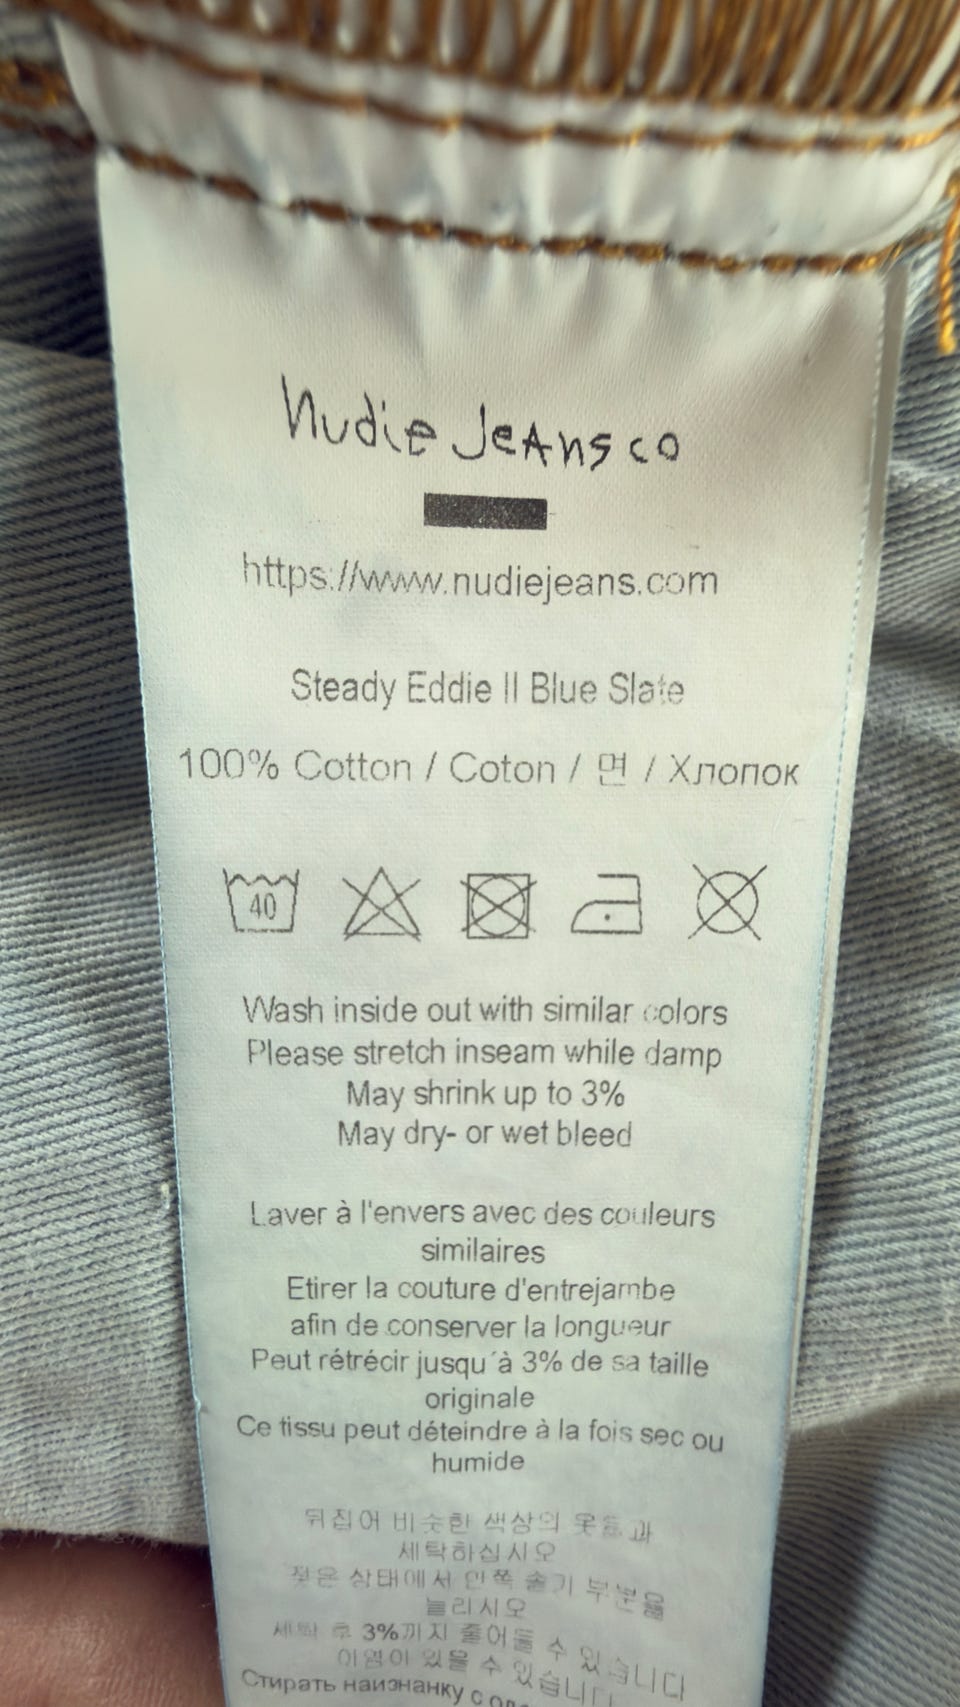 Nudie Jeans co
https://www.nudiejeans.com
Steady Eddie II Blue Slate
100% Cotton / Coton / 면 / Хлопок
40
Wash inside out with similar colors
Please stretch inseam while damp
May shrink up to 3%
May dry- or wet bleed
Laver à l'envers avec des couleurs
similaires
Etirer la couture d'entrejambe
afin de conserver la longueur
Peut rétrécir jusqu´à 3% de sa taille
originale
Ce tissu peut déteindre à la fois sec ou
humide
뒤집어 비슷한 색상의 옷들과
세탁하십시오
젖은 상태에서 안쪽 솔기 부분을
늘리시오
세탁 후 3%까지 줄어들 수 있습니다
이염이 있을 수 있습니다
Стирать наизнанку с